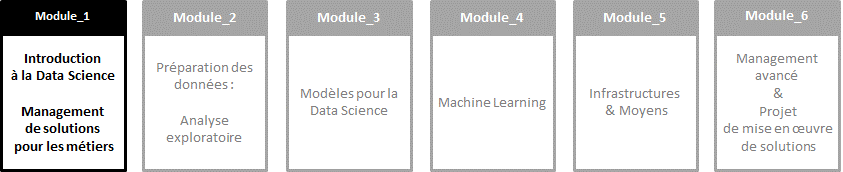 Module_1
Introduction
à la Data Science
Management
de solutions
pour les métiers
Module_2
Préparation des
données :
Analyse
exploratoire
Module_3
Modèles pour la
Data Science
Module_4
Machine Learning
Module_5
Infrastructures
& Moyens
Module_6
Management
avancé
&
Projet
de mise en œuvre
de solutions